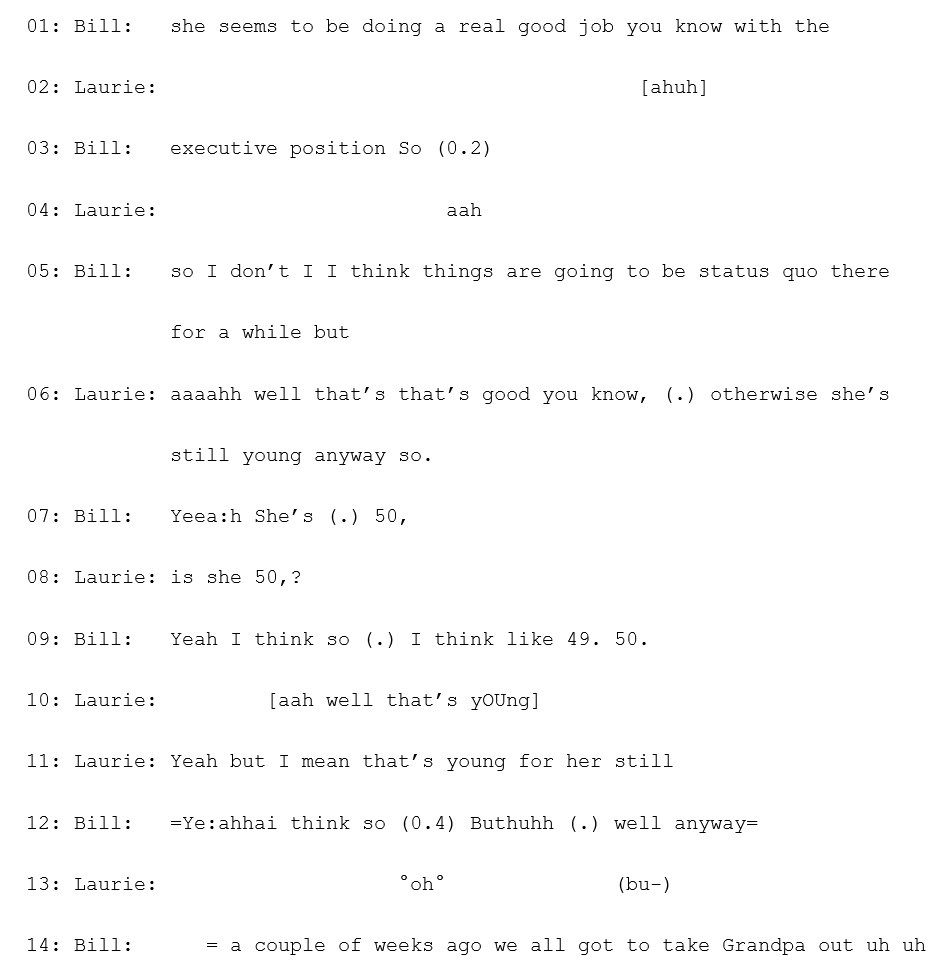 01: Bill:   she seems to be doing a real good job you know with the
02: Laurie:                                        [ahuh]
03: Bill:   executive position So (0.2)
04: Laurie:                        aah
05: Bill:   so I don’t I I think things are going to be status quo there
            for a while but
06: Laurie: aaaahh well that’s that’s good you know, (.) otherwise she’s
            still young anyway so.
07: Bill:   Yeea:h She’s (.) 50,
08: Laurie: is she 50,?
09: Bill:   Yeah I think so (.) I think like 49. 50.
10: Laurie:         [aah well that’s yOUng]
11: Laurie: Yeah but I mean that’s young for her still
12: Bill:   =Ye:ahhai think so (0.4) Buthuhh (.) well anyway=
13: Laurie:                    °oh°              (bu-)
14: Bill:      = a couple of weeks ago we all got to take Grandpa out uh uh